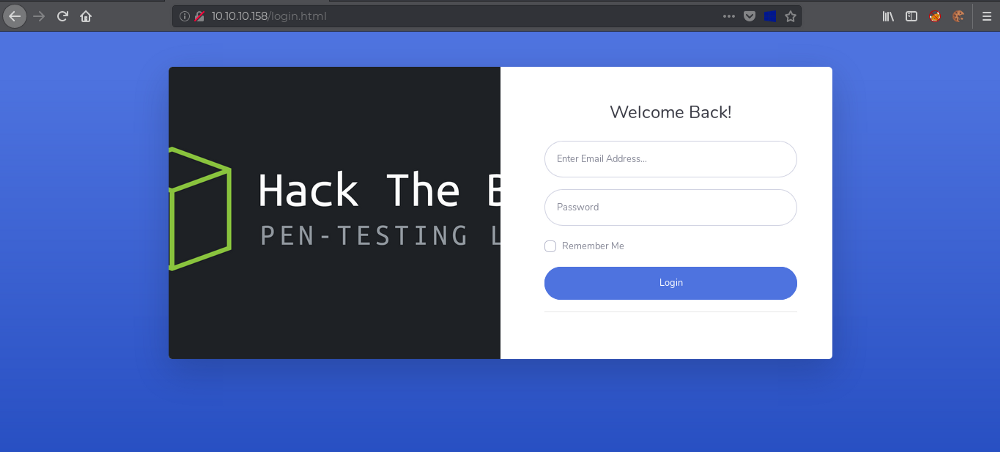 10.10.10.158/login.html
Hack The B
PEN-TESTING L
Welcome Back!
Enter Email Address...
Password
Remember Me
Login